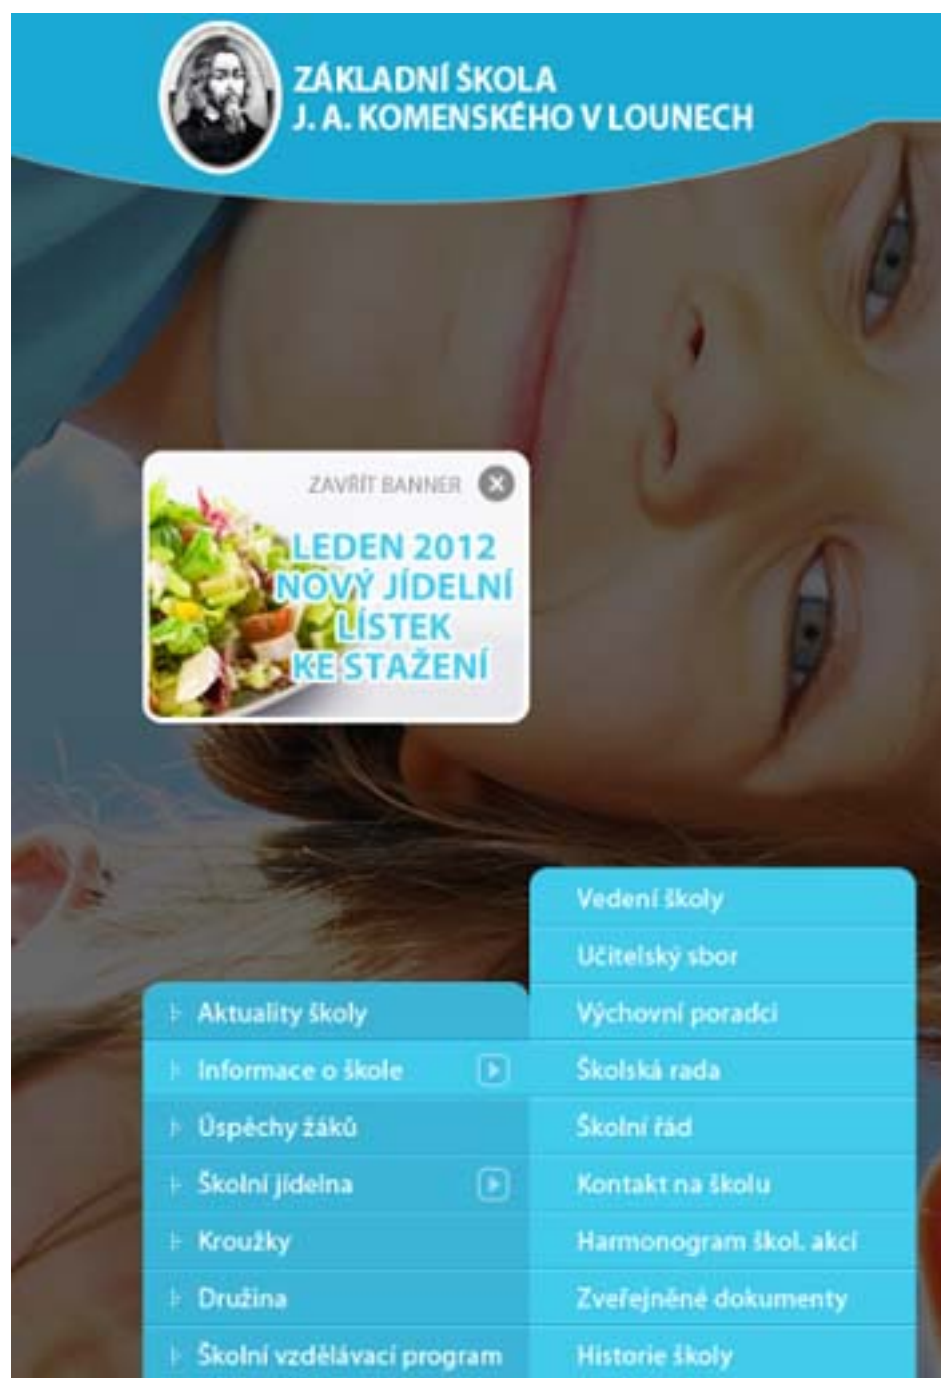 ZÁKLADNÍ ŠKOLA
J. A. KOMENSKÉHO V LOUNECH
ZAVŘÍT BANNER
LEDEN 2012
NOVÝ JÍDELNÍ
LÍSTEK
KE STAŽENÍ
Aktuality školy
Informace o škole
Úspěchy žáků
Školní jídelna
Kroužky
Družina
Školní vzdělávací program
Vedení školy
Učitelský sbor
Výchovní poradci
Školská rada
Školní řád
Kontakt na školu
Harmonogram škol. akcí
Zveřejněné dokumenty
Historie školy